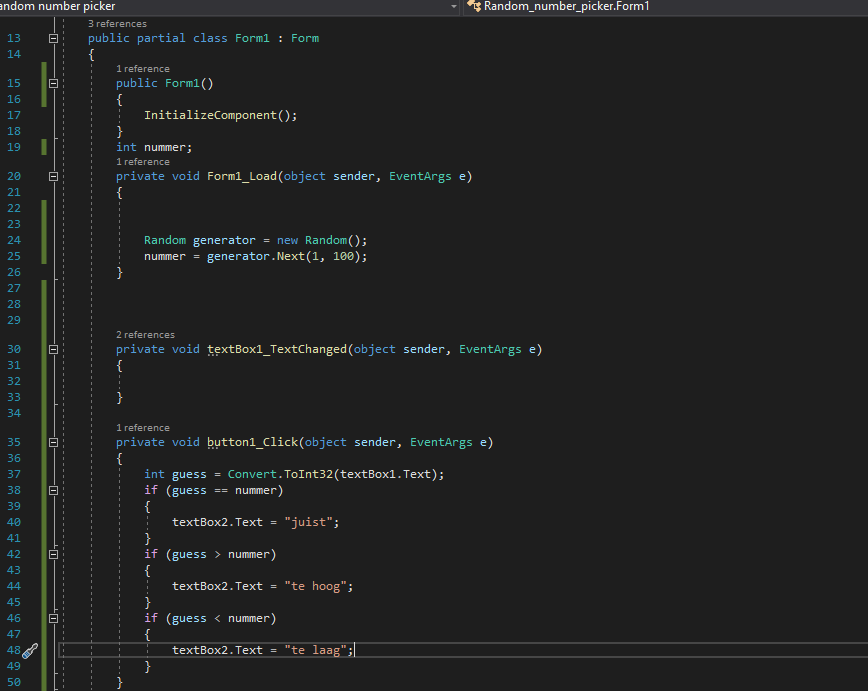 andom number picker
Random_number_picker.Form1
3 references
13 public partial class Form1 : Form
14 {
1 reference
15 public Form1()
16 {
17 InitializeComponent();
18 }
19 int nummer;
1 reference
20 private void Form1_Load(object sender, EventArgs e)
21 {
22
23
24 Random generator = new Random();
25 nummer = generator.Next(1, 100);
26 }
27
28
29
2 references
30 private void textBox1_TextChanged(object sender, EventArgs e)
31 {
32
33 }
34
1 reference
35 private void button1_Click(object sender, EventArgs e)
36 {
37 int guess = Convert.ToInt32(textBox1.Text);
38 if (guess == nummer)
39 {
40 textBox2.Text = "juist";
41 }
42 if (guess > nummer)
43 {
44 textBox2.Text = "te hoog";
45 }
46 if (guess < nummer)
47 {
48 textBox2.Text = "te laag";
49 }
50 }